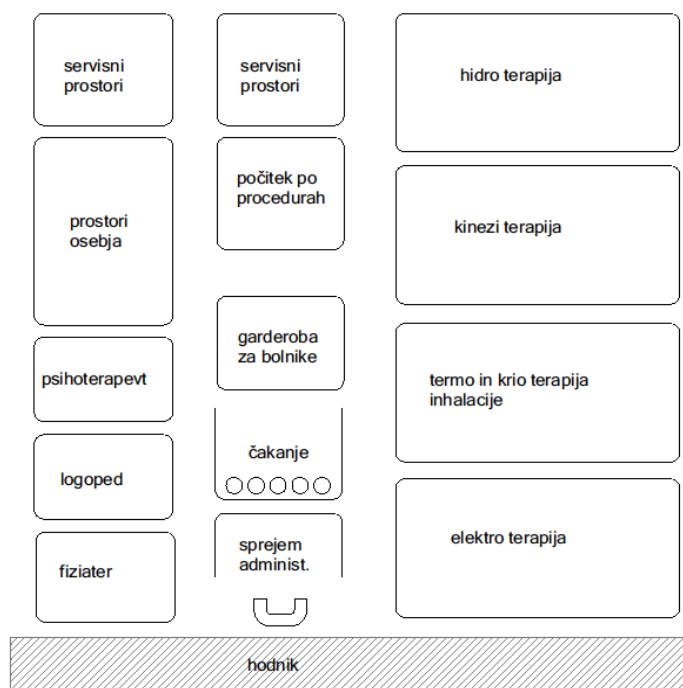 servisni
prostori
prostori
osebja
psihoterapevt
logoped
fiziater
servisni
prostori
počitek po
procedurah
garderoba
za bolnike
čakanje
sprejem
administ.
hidro terapija
kinezi terapija
termo in krio terapija
inhalacije
elektro terapija
hodnik